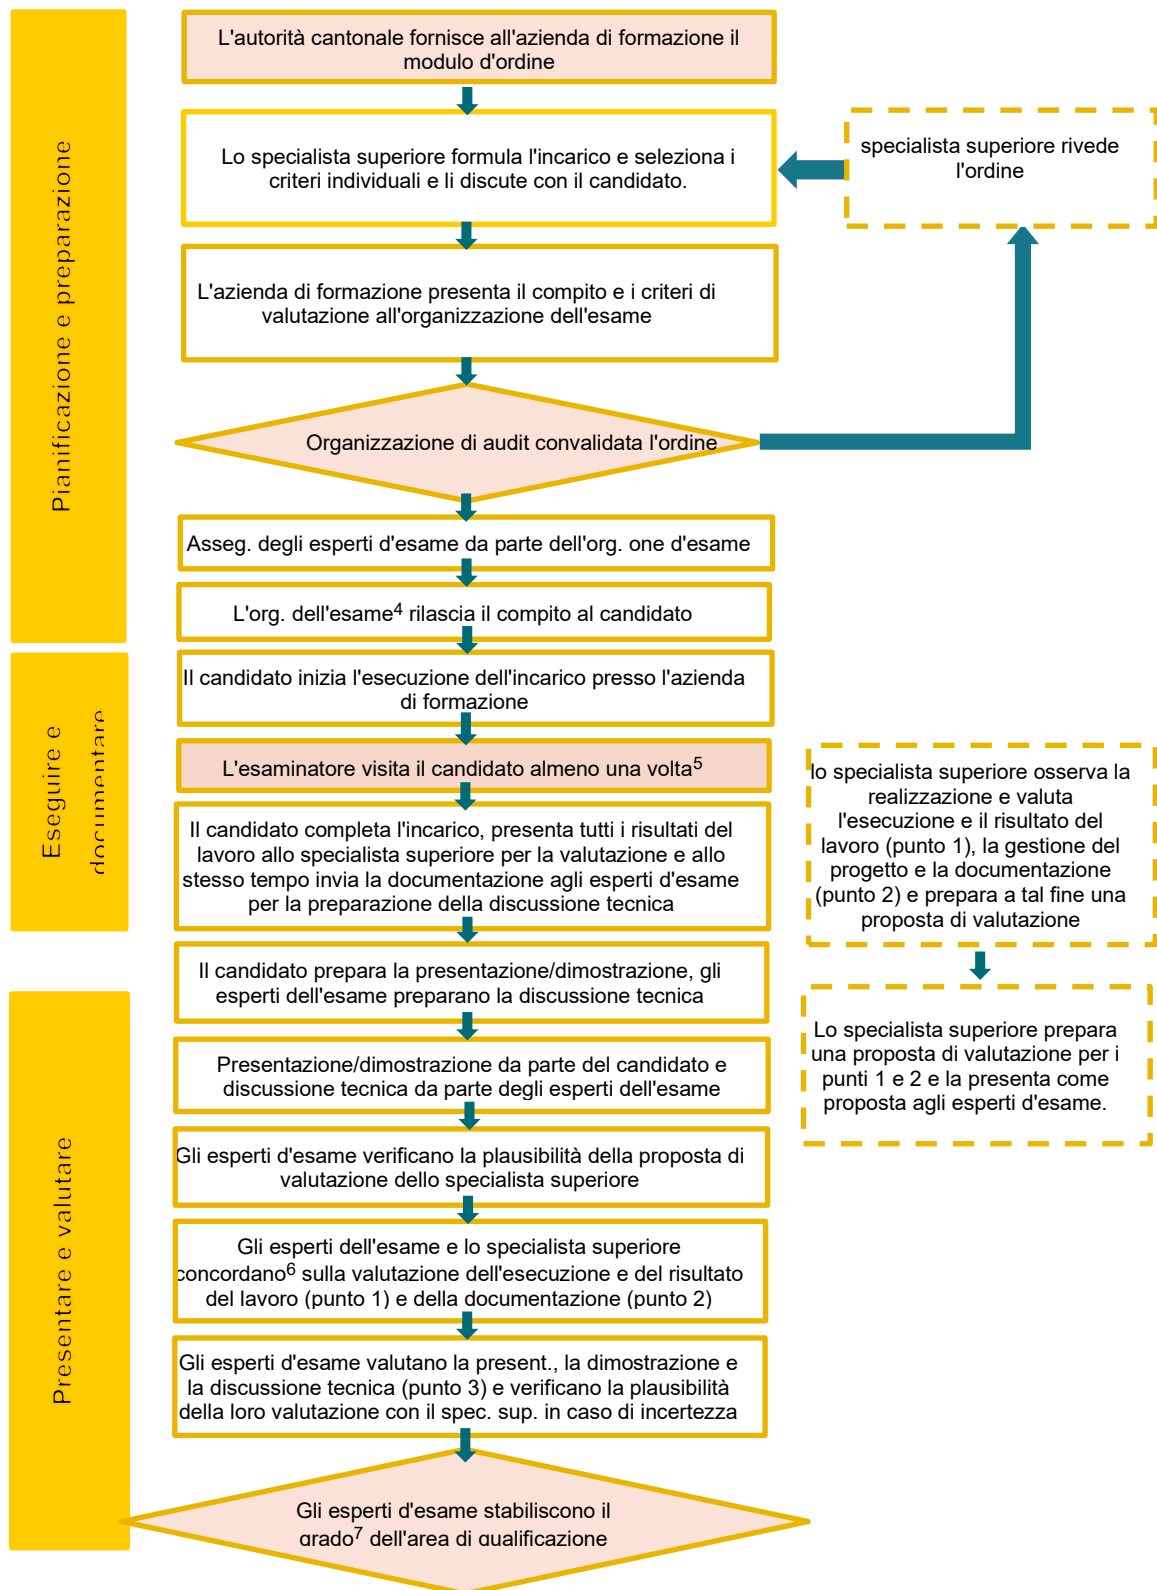 Pianificazione e preparazione
L'autorità cantonale fornisce all'azienda di formazione il
modulo d'ordine
Lo specialista superiore formula l'incarico e seleziona i
criteri individuali e li discute con il candidato.
specialista superiore rivede
l'ordine
L'azienda di formazione presenta il compito e i criteri di
valutazione all'organizzazione dell'esame
Organizzazione di audit convalidata l'ordine
Asseg. degli esperti d'esame da parte dell'org. one d'esame
L'org. dell'esame4 rilascia il compito al candidato
Eseguire e
documentare
Il candidato inizia l'esecuzione dell'incarico presso l'azienda
di formazione
L'esaminatore visita il candidato almeno una volta5
Il candidato completa l'incarico, presenta tutti i risultati del
lavoro allo specialista superiore per la valutazione e allo
stesso tempo invia la documentazione agli esperti d'esame
per la preparazione della discussione tecnica
lo specialista superiore osserva la
realizzazione e valuta
l'esecuzione e il risultato del
lavoro (punto 1), la gestione del
progetto e la documentazione
(punto 2) e prepara a tal fine una
proposta di valutazione
Il candidato prepara la presentazione/dimostrazione, gli
esperti dell'esame preparano la discussione tecnica
Lo specialista superiore prepara
una proposta di valutazione per i
punti 1 e 2 e la presenta come
proposta agli esperti d'esame.
Presentare e valutare
Presentazione/dimostrazione da parte del candidato e
discussione tecnica da parte degli esperti dell'esame
Gli esperti d'esame verificano la plausibilità della proposta di
valutazione dello specialista superiore
Gli esperti dell'esame e lo specialista superiore
concordano6 sulla valutazione dell'esecuzione e del risultato
del lavoro (punto 1) e della documentazione (punto 2)
Gli esperti d'esame valutano la present., la dimostrazione e
la discussione tecnica (punto 3) e verificano la plausibilità
della loro valutazione con il spec. sup. in caso di incertezza
Gli esperti d'esame stabiliscono il
grado7 dell'area di qualificazione